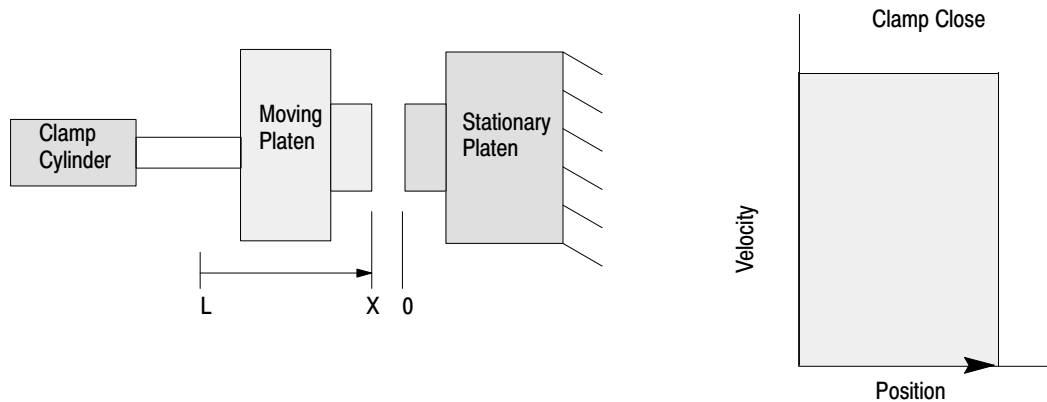 Clamp
Cylinder
Moving
Platen
Stationary
Platen
L
X
0
Clamp Close
Velocity
Position